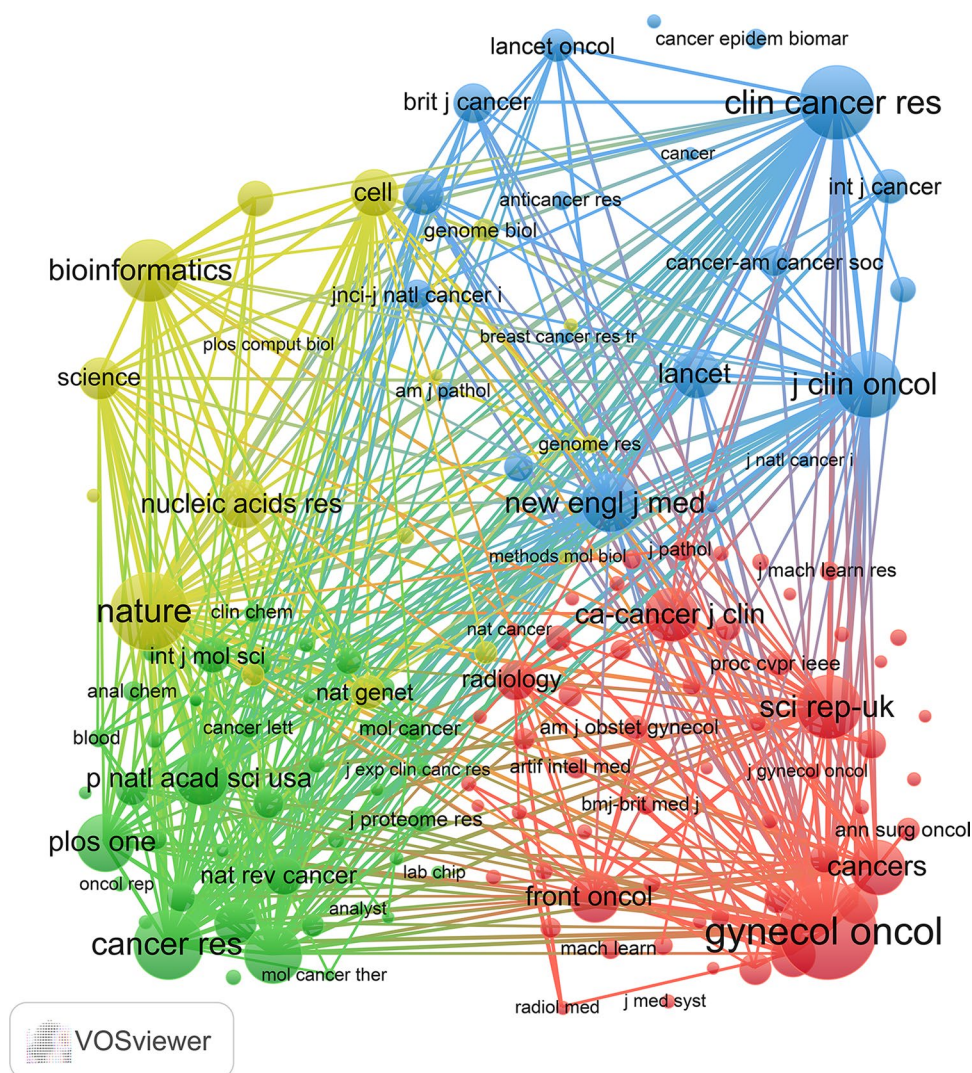 cancer epidem biomar
lancet oncol
brit j cancer
clin cancer res
cancer
int j cancer
cell
anticancer res
genome biol
bioinformatics
cancer-am cancer soc
jnci-j natl cancer i
plos comput biol
breast cancer res tr
science
am j pathol
lancet
j clin oncol
genome res
j natl cancer i
nucleic acids res
new engl j med
methods mol biol
j pathol
j mach learn res
nature
clin chem
ca-cancer j clin
nat cancer
int j mol sci
proc cvpr ieee
anal chem
nat genet
radiology
sci rep-uk
blood
cancer lett
mol cancer
am j obstet gynecol
p natl acad sci usa
j exp clin canc res
artif intell med
j gynecol oncol
bmj-brit med j
j proteome res
plos one
ann surg oncol
oncol rep
nat rev cancer
lab chip
cancers
front oncol
analyst
cancer res
gynecol oncol
mach learn
mol cancer ther
radiol med
j med syst
VOSviewer